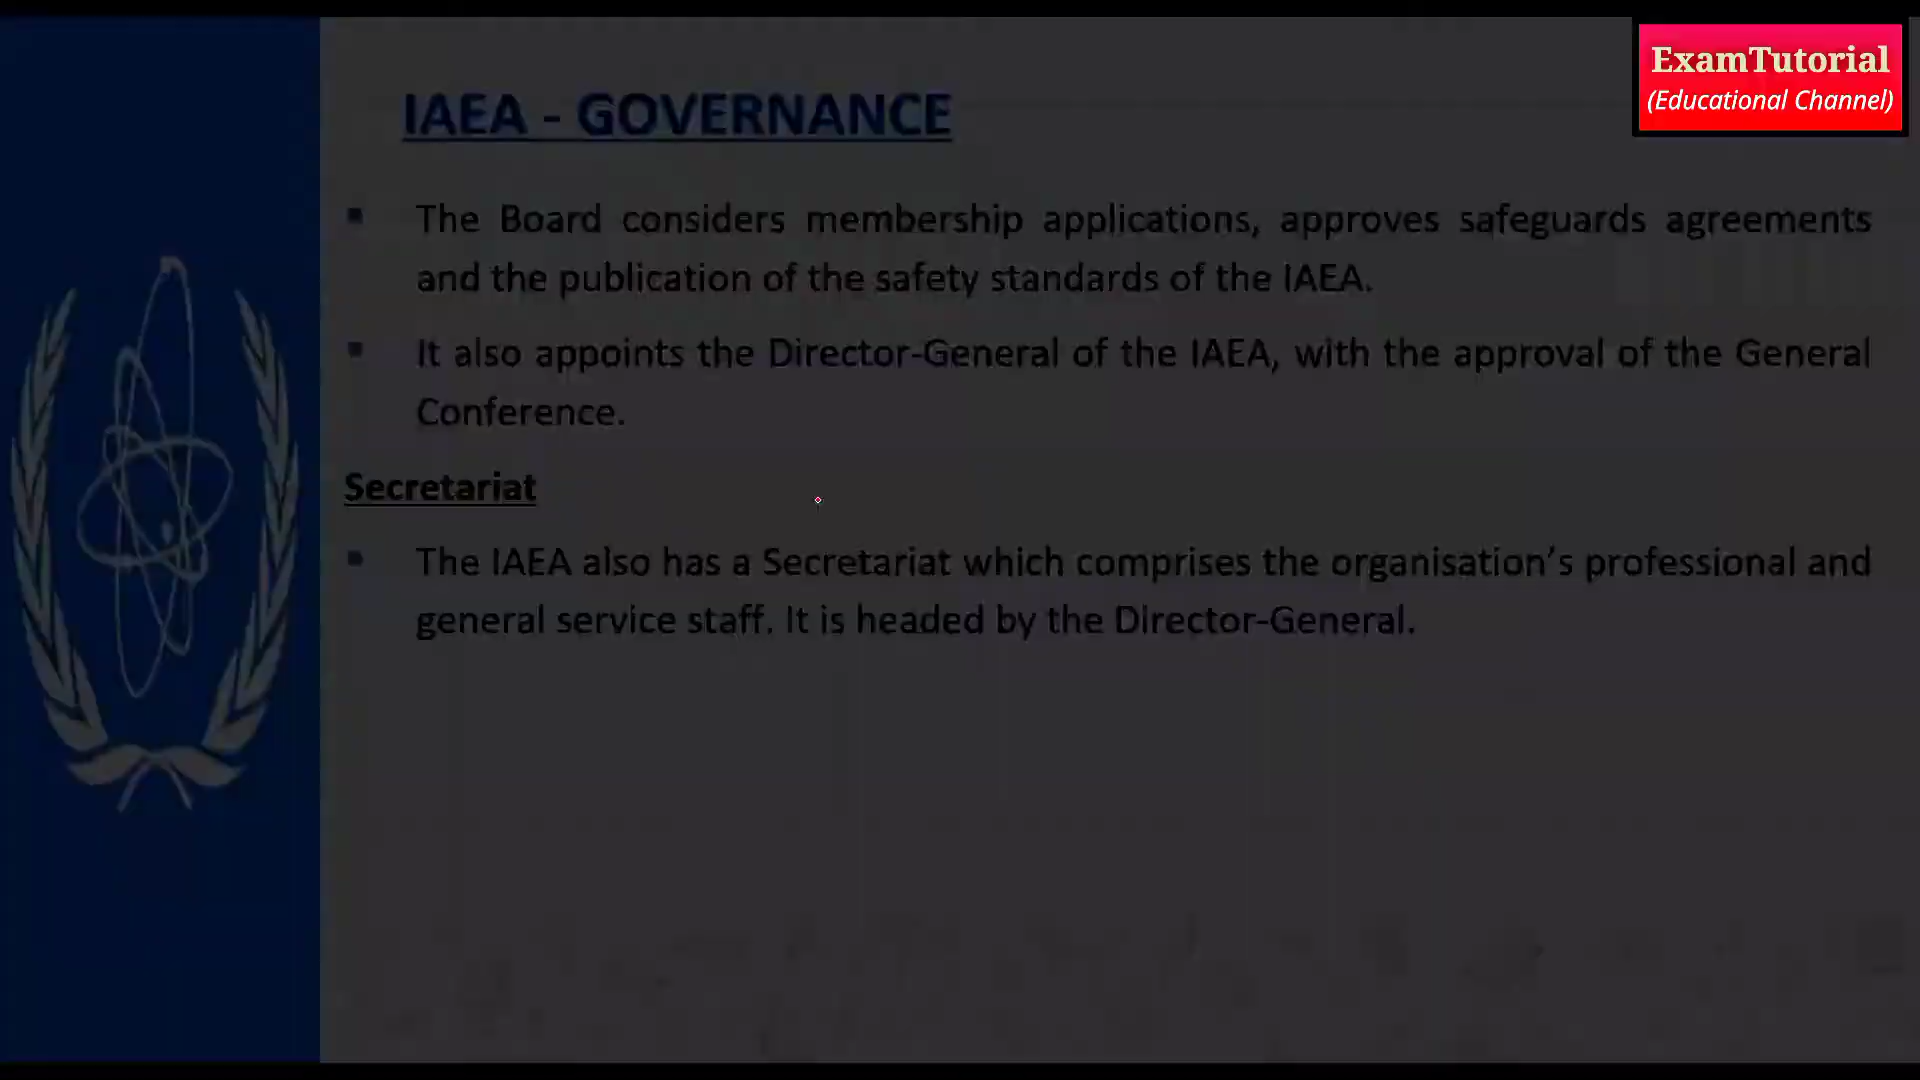 ExamTutorial
(Educational Channel)
IAEA - GOVERNANCE
▪ The Board considers membership applications, approves safeguards agreements
and the publication of the safety standards of the IAEA.
▪ It also appoints the Director-General of the IAEA, with the approval of the General
Conference.
Secretariat
▪ The IAEA also has a Secretariat which comprises the organisation’s professional and
general service staff. It is headed by the Director-General.